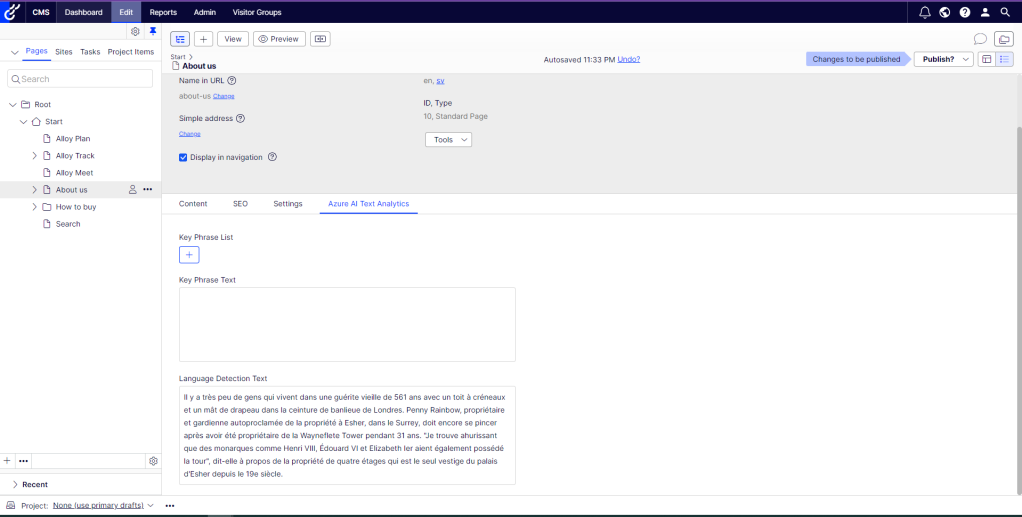 CMS Dashboard Edit Reports Admin Visitor Groups
View Preview
Pages Sites Tasks Project Items
Start >
About us
Autosaved 11:33 PM Undo?
Changes to be published
Publish?
Search
Root
Start
Alloy Plan
Alloy Track
Alloy Meet
About us
How to buy
Search
Name in URL
about-us Change
Simple address
Change
Display in navigation
en, sv
ID, Type
10, Standard Page
Tools
Content SEO Settings Azure AI Text Analytics
Key Phrase List
Key Phrase Text
Language Detection Text
Il y a très peu de gens qui vivent dans une guérite vieille de 561 ans avec un toit à créneaux
et un mât de drapeau dans la ceinture de banlieue de Londres. Penny Rainbow, propriétaire
et gardienne autoproclamée de la propriété à Esher, dans le Surrey, doit encore se pincer
après avoir été propriétaire de la Wayneflete Tower pendant 31 ans. "Je trouve ahurissant
que des monarques comme Henri VIII, Édouard VI et Elizabeth Ier aient également possédé
la tour", dit-elle à propos de la propriété de quatre étages qui est le seul vestige du palais
d'Esher depuis le 19e siècle.
Recent
Project: None (use primary drafts)